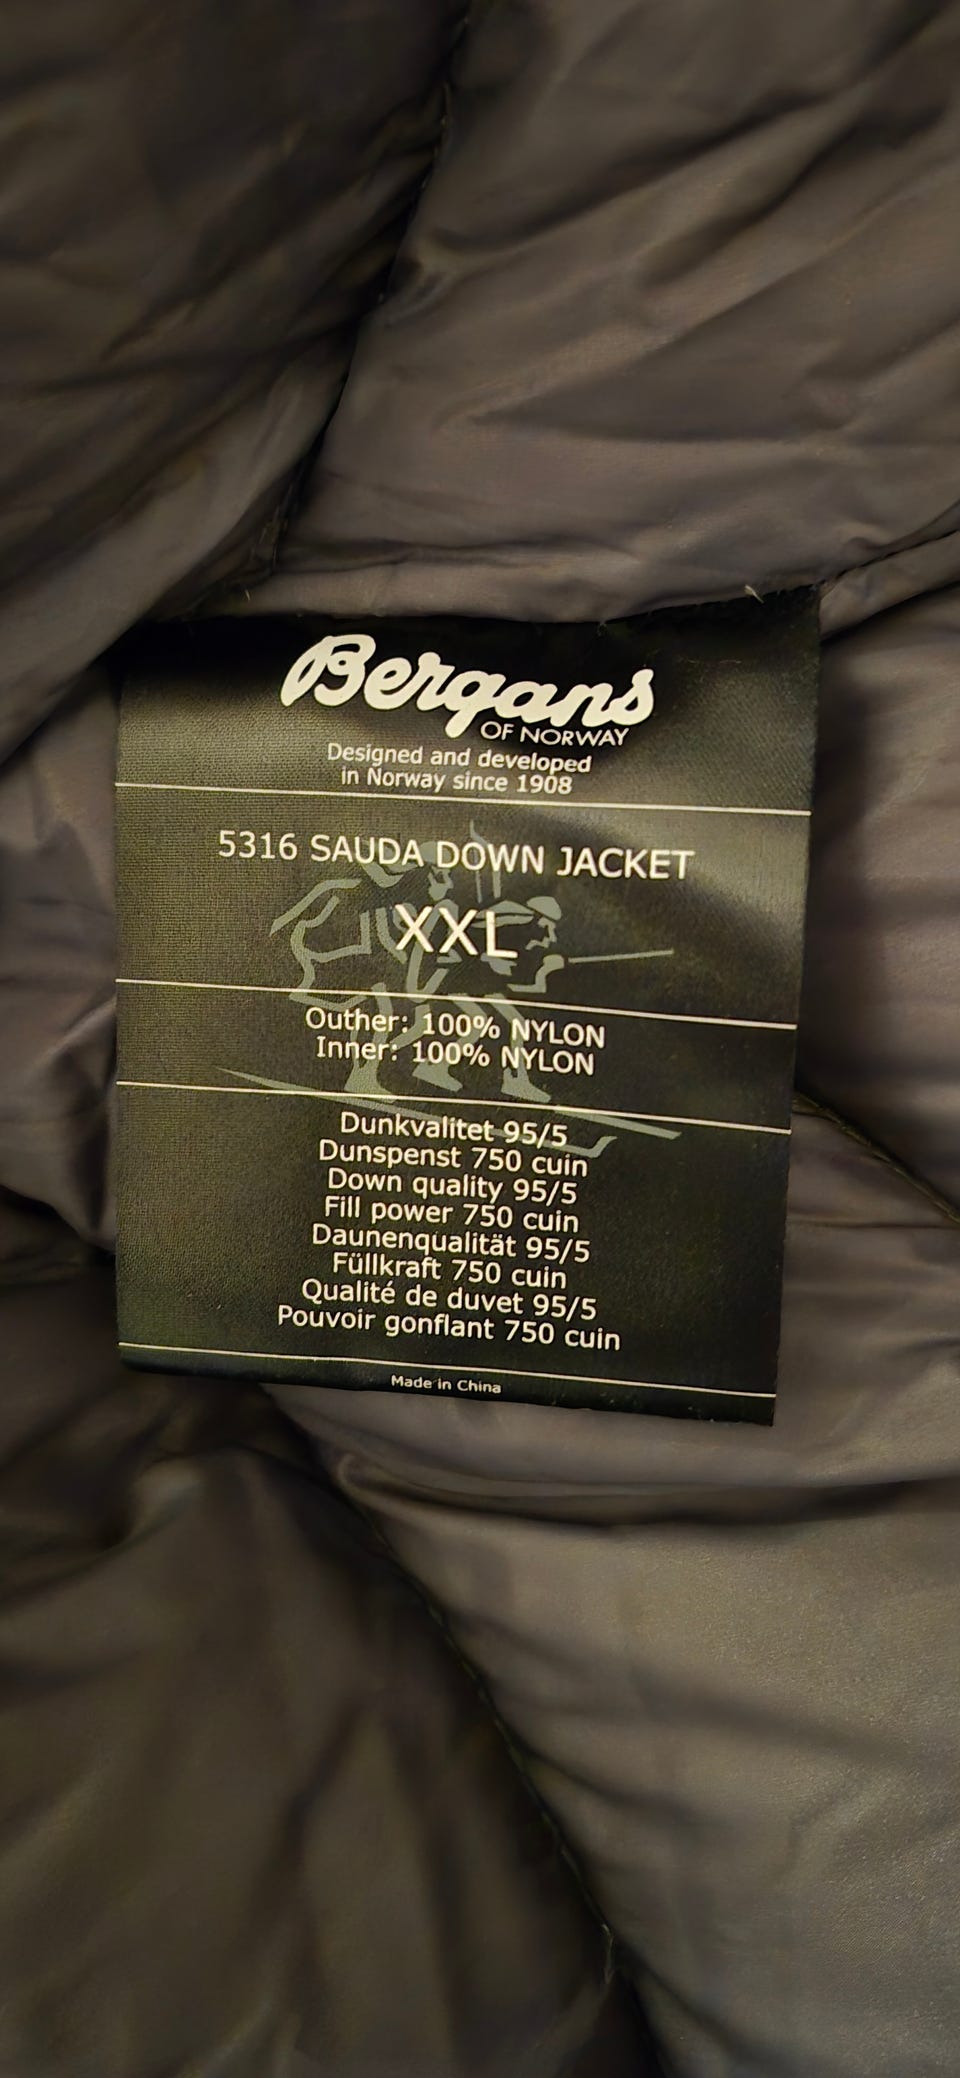 Bergans
OF NORWAY
Designed and developed
in Norway since 1908
5316 SAUDA DOWN JACKET
XXL
Outher: 100% NYLON
Inner: 100% NYLON
Dunkvalitet 95/5
Dunspenst 750 cuin
Down quality 95/5
Fill power 750 cuin
Daunenqualität 95/5
Füllkraft 750 cuin
Qualité de duvet 95/5
Pouvoir gonflant 750 cuin
Made in China